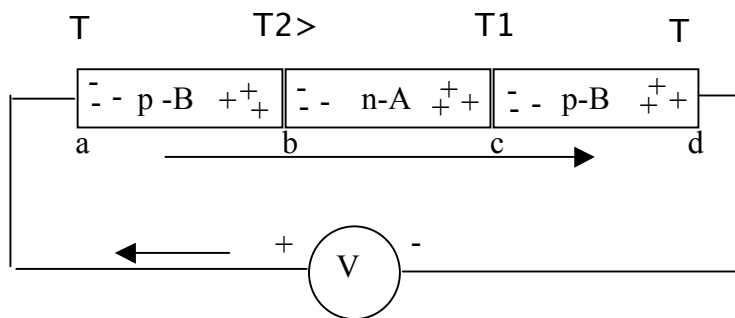 T T2> T1 T
- - - p -B + + + - - - n-A + + + - - - p-B + + +
a b c d
+ V -